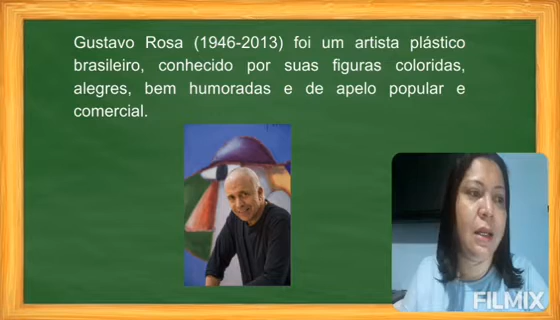 Gustavo Rosa (1946-2013) foi um artista plástico
brasileiro, conhecido por suas figuras coloridas,
alegres, bem humoradas e de apelo popular e
comercial.
FILMIX